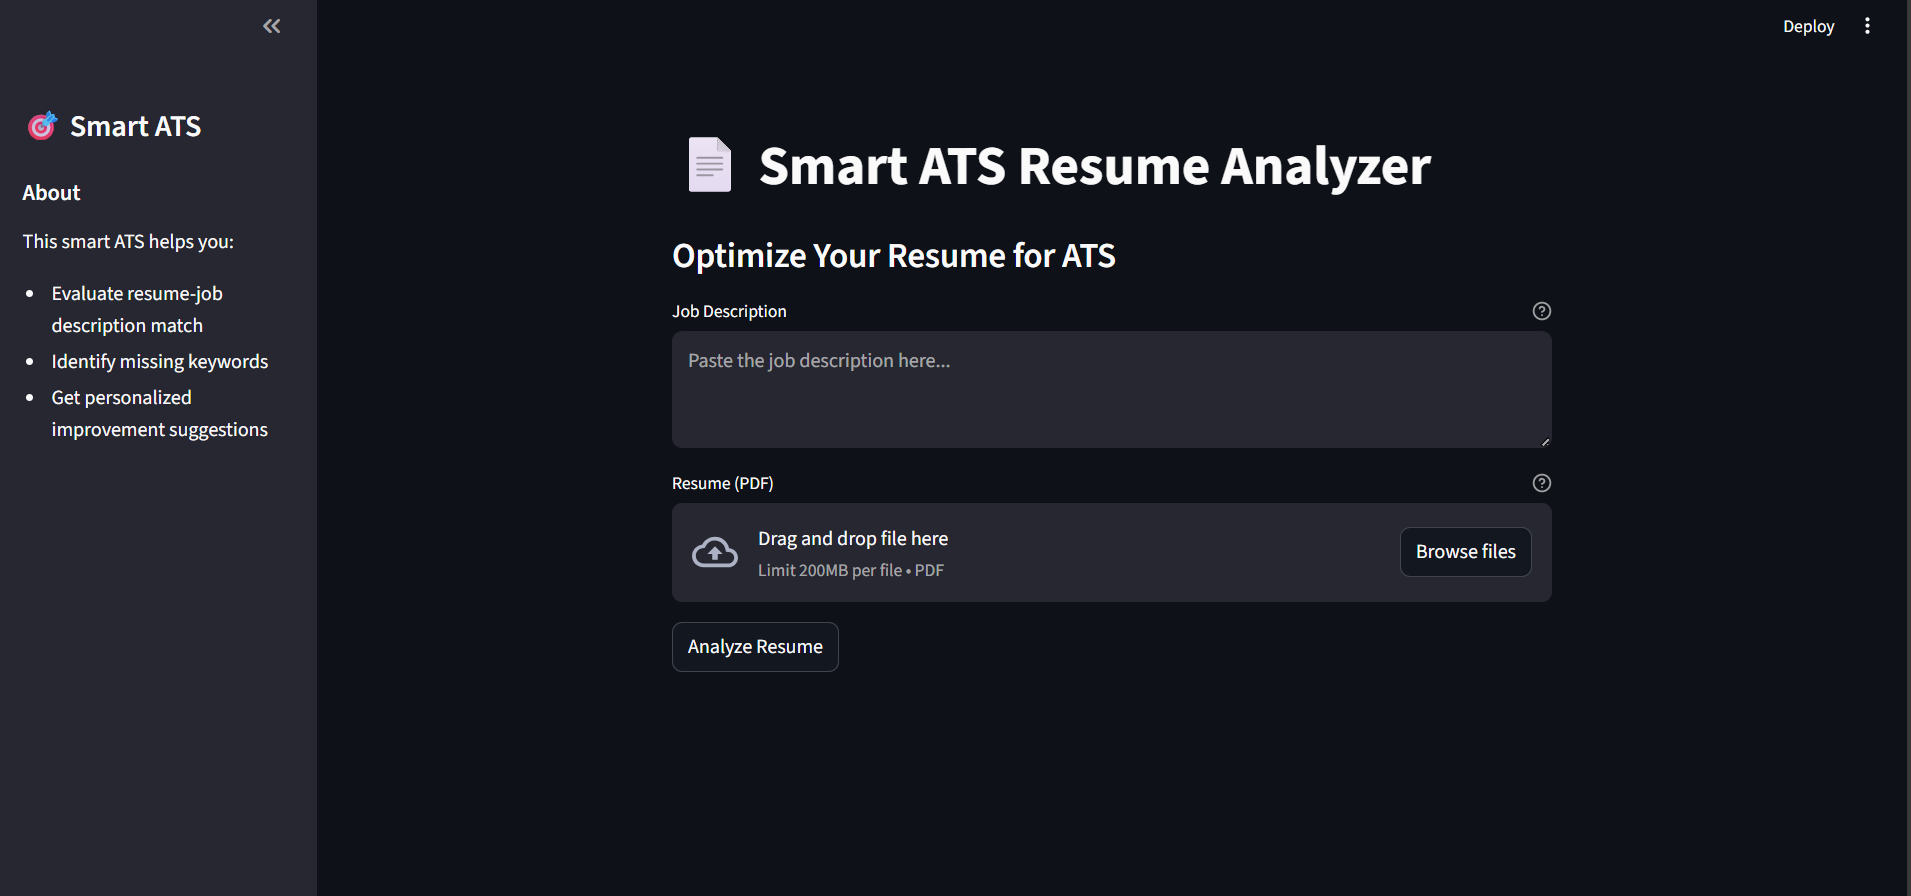 Deploy
Smart ATS
About
This smart ATS helps you:
Evaluate resume-job
description match
Identify missing keywords
Get personalized
improvement suggestions
Smart ATS Resume Analyzer
Optimize Your Resume for ATS
Job Description
Paste the job description here...
Resume (PDF)
Drag and drop file here
Limit 200MB per file • PDF
Browse files
Analyze Resume